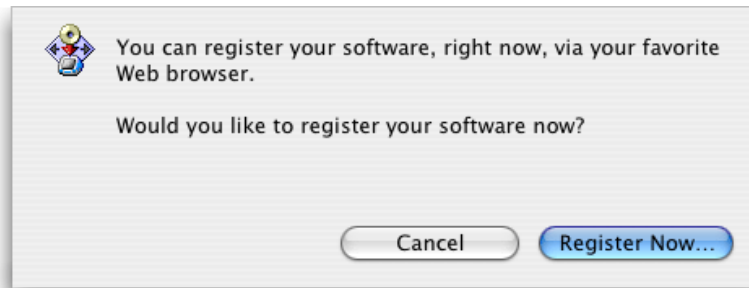 You can register your software, right now, via your favorite
Web browser.
Would you like to register your software now?
Cancel
Register Now...